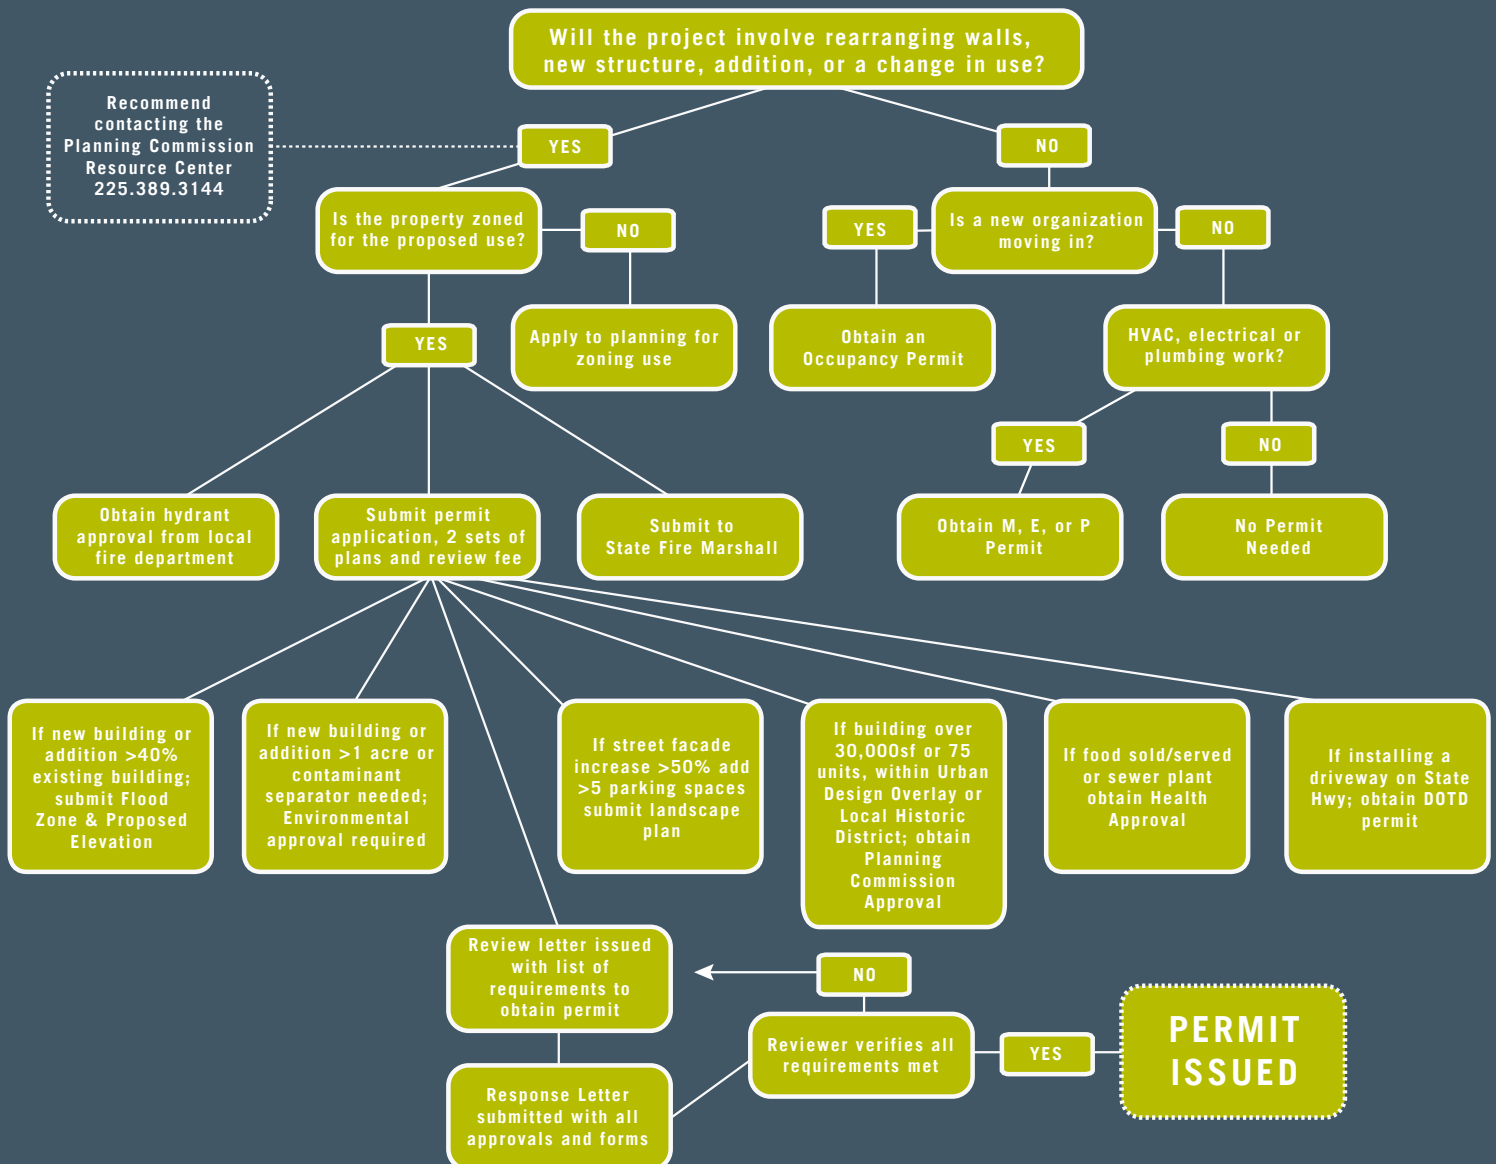 Will the project involve rearranging walls,
new structure, addition, or a change in use?
Recommend
contacting the
Planning Commission
Resource Center
225.389.3144
YES
NO
Is the property zoned
for the proposed use?
NO
YES
Is a new organization
moving in?
NO
YES
Apply to planning for
zoning use
Obtain an
Occupancy Permit
HVAC, electrical or
plumbing work?
YES
NO
Obtain hydrant
approval from local
fire department
Submit permit
application, 2 sets of
plans and review fee
Submit to
State Fire Marshall
Obtain M, E, or P
Permit
No Permit
Needed
If new building or
addition >40%
existing building;
submit Flood
Zone & Proposed
Elevation
If new building or
addition >1 acre or
contaminant
separator needed;
Environmental
approval required
If street facade
increase >50% add
>5 parking spaces
submit landscape
plan
If building over
30,000sf or 75
units, within Urban
Design Overlay or
Local Historic
District; obtain
Planning
Commission
Approval
If food sold/served
or sewer plant
obtain Health
Approval
If installing a
driveway on State
Hwy; obtain DOTD
permit
Review letter issued
with list of
requirements to
obtain permit
NO
Reviewer verifies all
requirements met
YES
PERMIT
ISSUED
Response Letter
submitted with all
approvals and forms